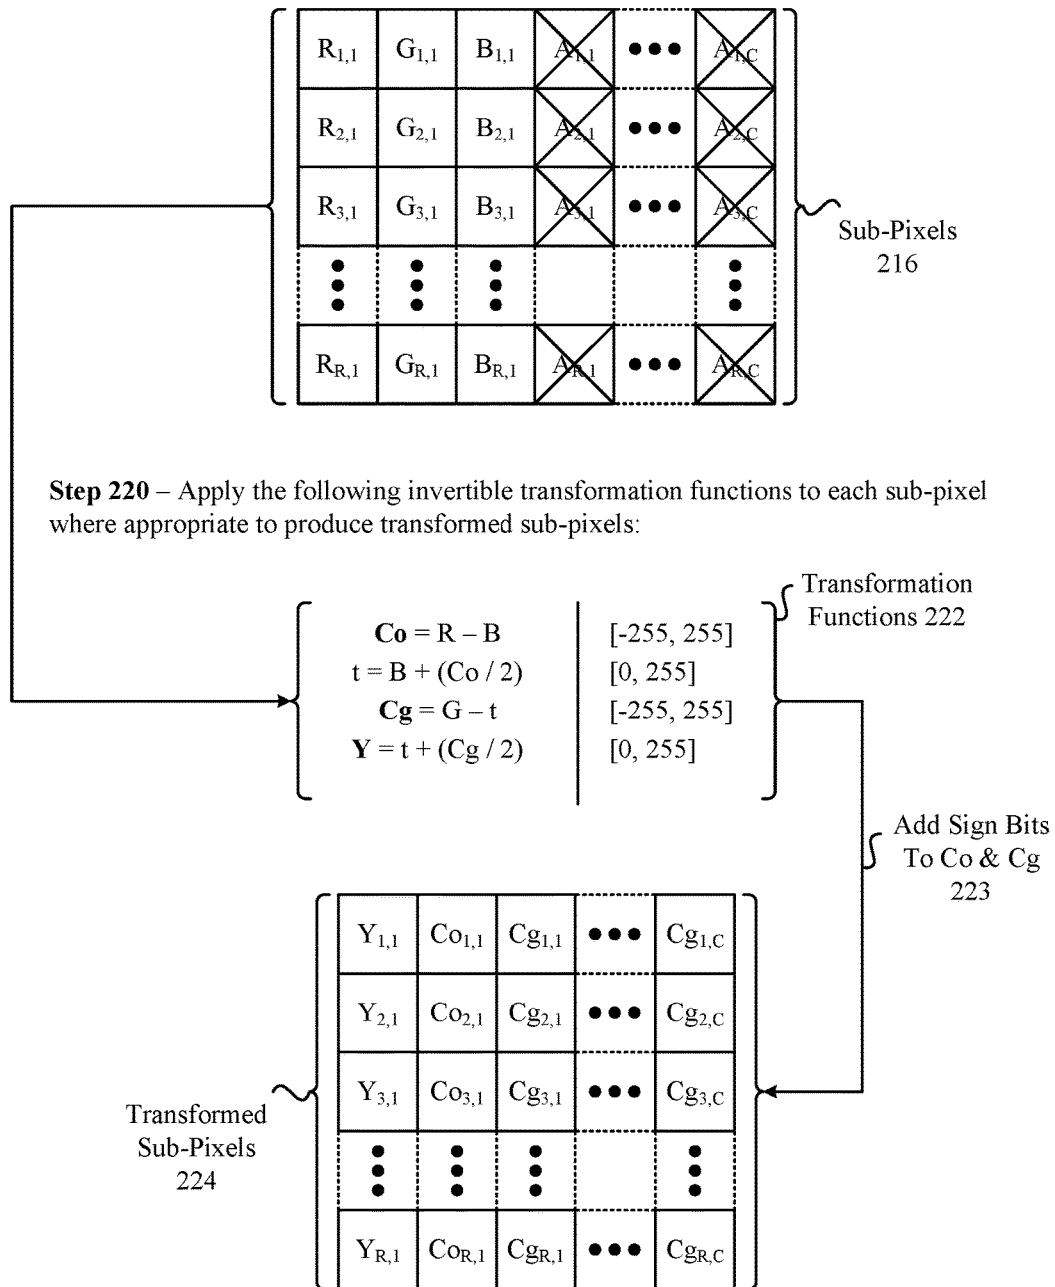 R1,1 G1,1 B1,1 A1,1 ••• A1,C
R2,1 G2,1 B2,1 A2,1 ••• A2,C
R3,1 G3,1 B3,1 A3,1 ••• A3,C
RR,1 GR,1 BR,1 AR,1 ••• AR,C
Sub-Pixels
216
Step 220 – Apply the following invertible transformation functions to each sub-pixel
where appropriate to produce transformed sub-pixels:
Transformation
Functions 222
Co = R – B [-255, 255]
t = B + (Co / 2) [0, 255]
Cg = G – t [-255, 255]
Y = t + (Cg / 2) [0, 255]
Add Sign Bits
To Co & Cg
223
Y1,1 Co1,1 Cg1,1 ••• Cg1,C
Y2,1 Co2,1 Cg2,1 ••• Cg2,C
Y3,1 Co3,1 Cg3,1 ••• Cg3,C
YR,1 CoR,1 CgR,1 ••• CgR,C
Transformed
Sub-Pixels
224